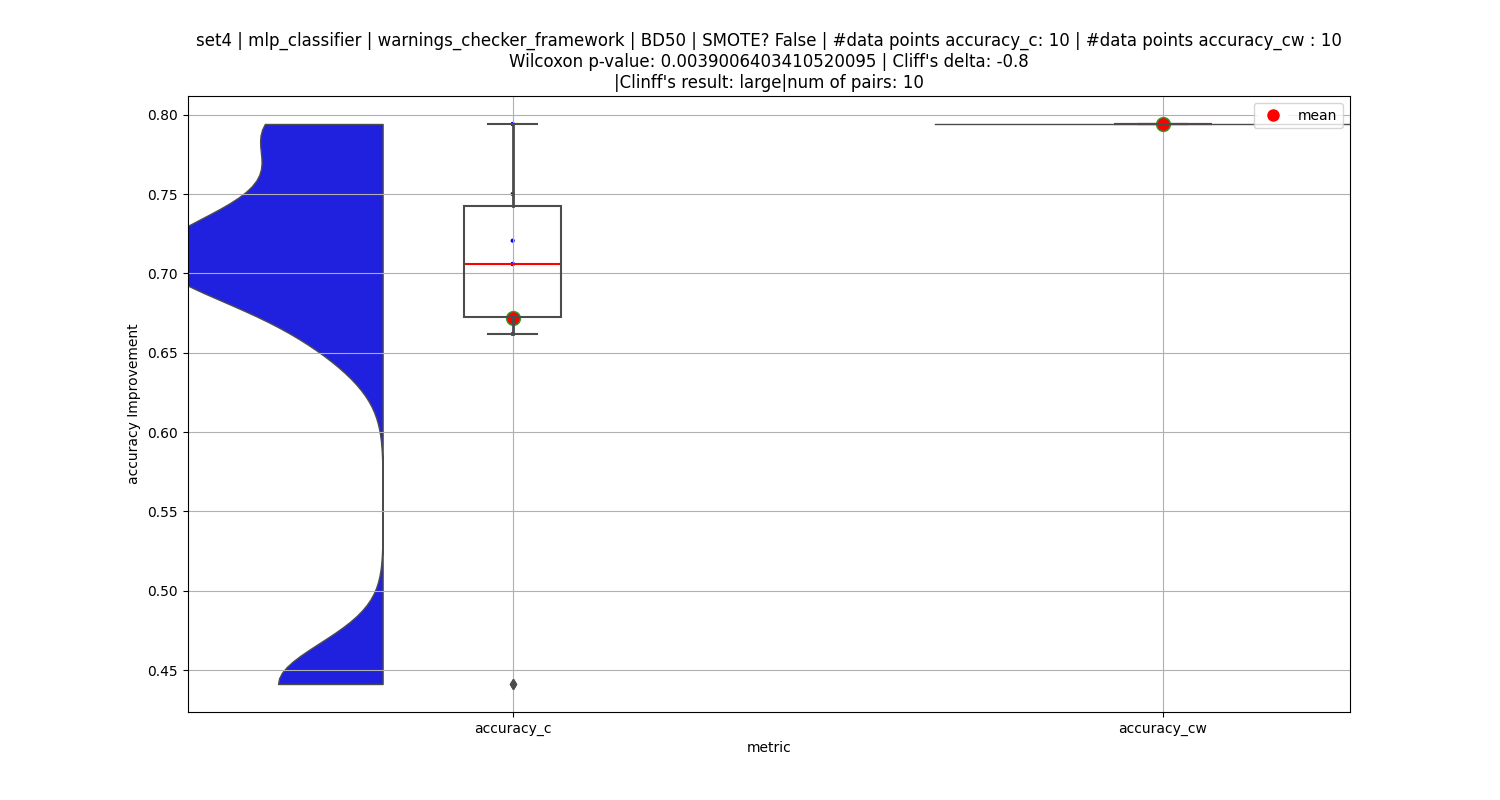 set4 | mlp_classifier | warnings_checker_framework | BD50 | SMOTE? False | #data points accuracy_c: 10 | #data points accuracy_cw : 10
Wilcoxon p-value: 0.0039006403410520095 | Cliff's delta: -0.8
|Clinff's result: large|num of pairs: 10
mean
0.80
0.75
0.70
0.65
0.60
0.55
0.50
0.45
accuracy Improvement
accuracy_c
accuracy_cw
metric